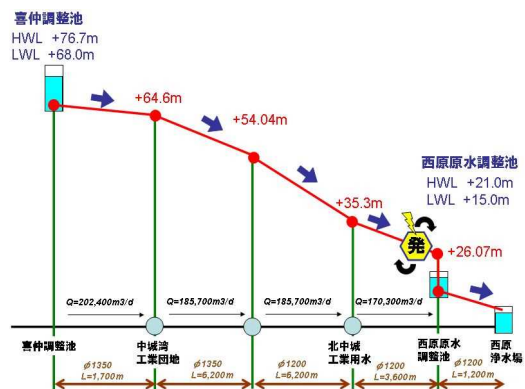 喜仲調整池
HWL +76.7m
LWL +68.0m
+64.6m
+54.04m
+35.3m
西原原水調整池
HWL +21.0m
LWL +15.0m
発
+26.07m
Q=202,400m3/d
Q=185,700m3/d
Q=185,700m3/d
Q=170,300m3/d
喜仲調整池
中城湾
工業団地
北中城
工業用水
西原原水
調整池
西原
浄水場
φ1350
L=1,700m
φ1350
L=6,200m
φ1200
L=6,200m
φ1200
L=3,600m
φ1200
L=1,200m